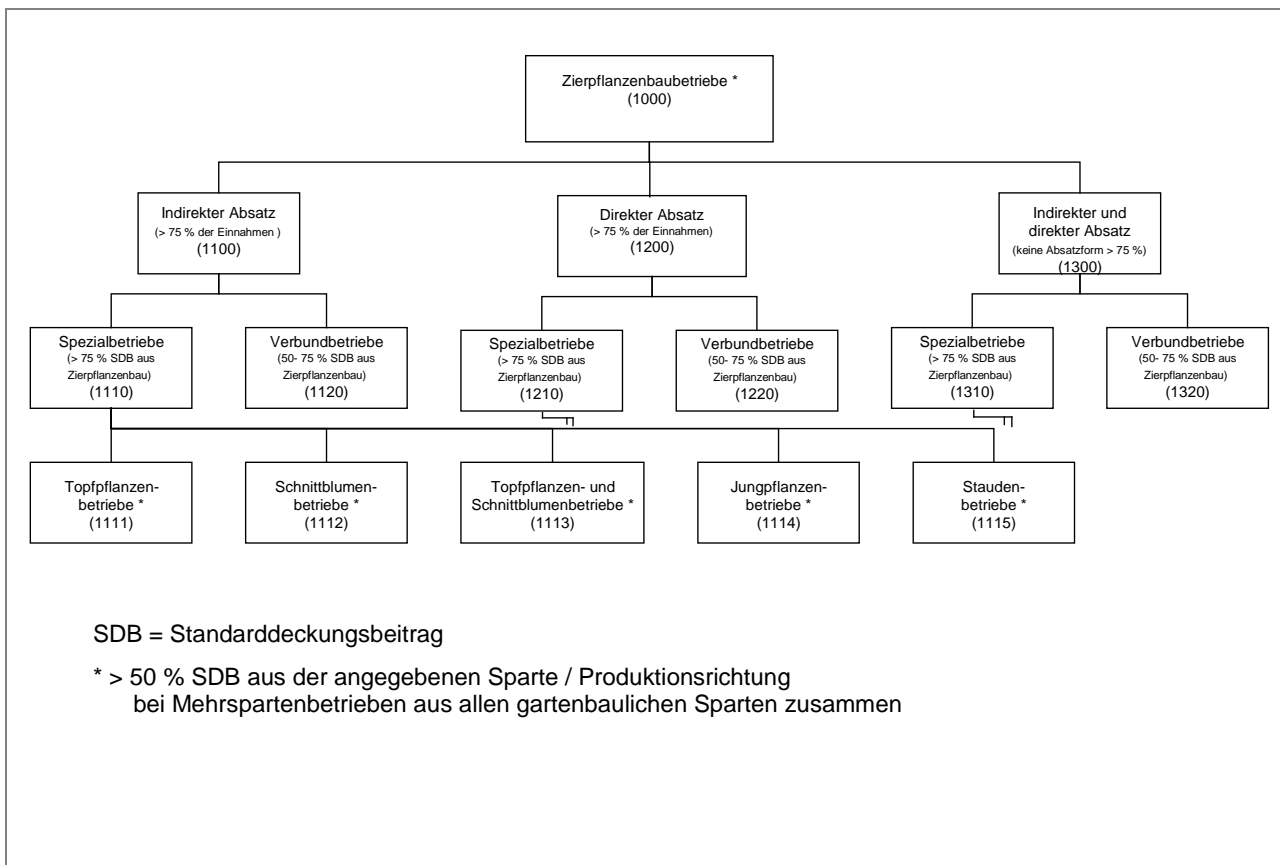 Zierpflanzenbaubetriebe *
(1000)
Indirekter Absatz
(> 75 % der Einnahmen )
(1100)
Direkter Absatz
(> 75 % der Einnahmen)
(1200)
Indirekter und
direkter Absatz
(keine Absatzform > 75 %)
(1300)
Spezialbetriebe
(> 75 % SDB aus
Zierpflanzenbau)
(1110)
Verbundbetriebe
(50- 75 % SDB aus
Zierpflanzenbau)
(1120)
Spezialbetriebe
(> 75 % SDB aus
Zierpflanzenbau)
(1210)
Verbundbetriebe
(50- 75 % SDB aus
Zierpflanzenbau)
(1220)
Spezialbetriebe
(> 75 % SDB aus
Zierpflanzenbau)
(1310)
Verbundbetriebe
(50- 75 % SDB aus
Zierpflanzenbau)
(1320)
Topfpflanzen-
betriebe *
(1111)
Schnittblumen-
betriebe *
(1112)
Topfpflanzen- und
Schnittblumenbetriebe *
(1113)
Jungpflanzen-
betriebe *
(1114)
Stauden-
betriebe *
(1115)
SDB = Standarddeckungsbeitrag
* > 50 % SDB aus der angegebenen Sparte / Produktionsrichtung
bei Mehrspartenbetrieben aus allen gartenbaulichen Sparten zusammen